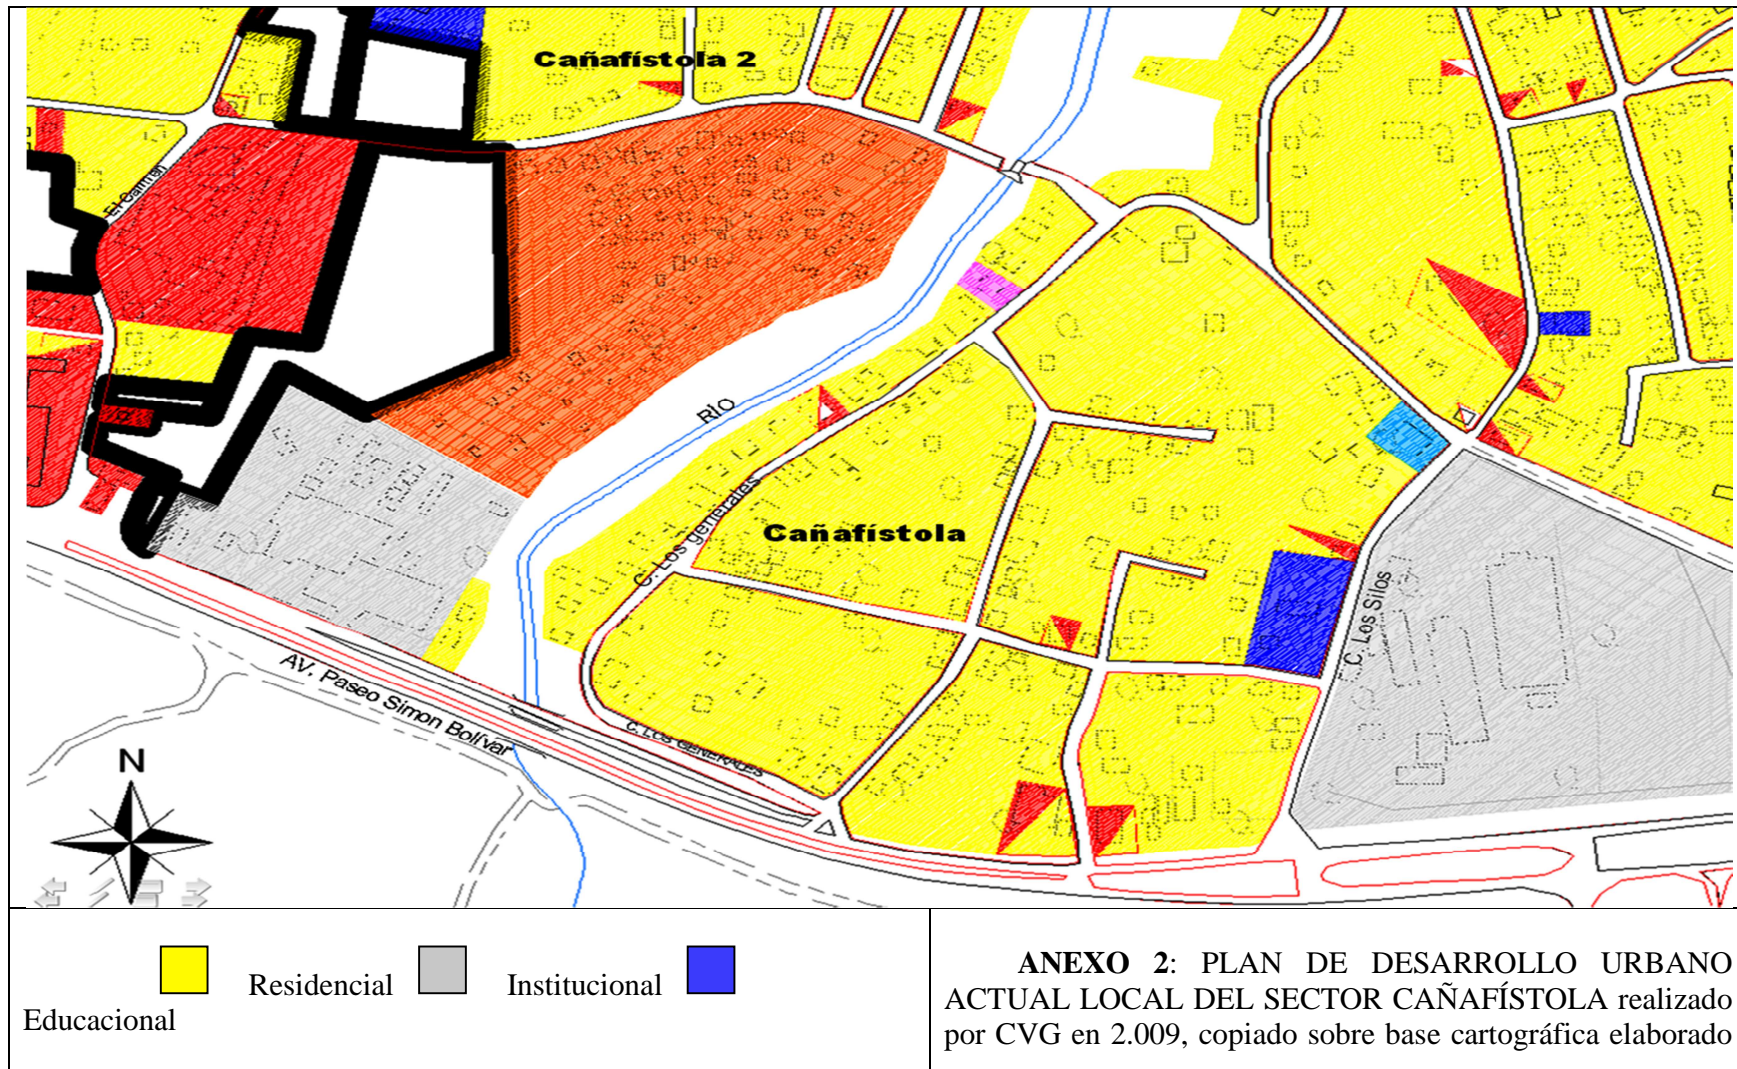 Cañafístola 2
El Carmen
RÍO
C. Los generales
Cañafístola
C. Los Silos
AV, Paseo Simon Bolívar
C. LOS GENERALES
N
Residencial Institucional
Educacional
ANEXO 2: PLAN DE DESARROLLO URBANO
ACTUAL LOCAL DEL SECTOR CAÑAFÍSTOLA realizado
por CVG en 2.009, copiado sobre base cartográfica elaborado